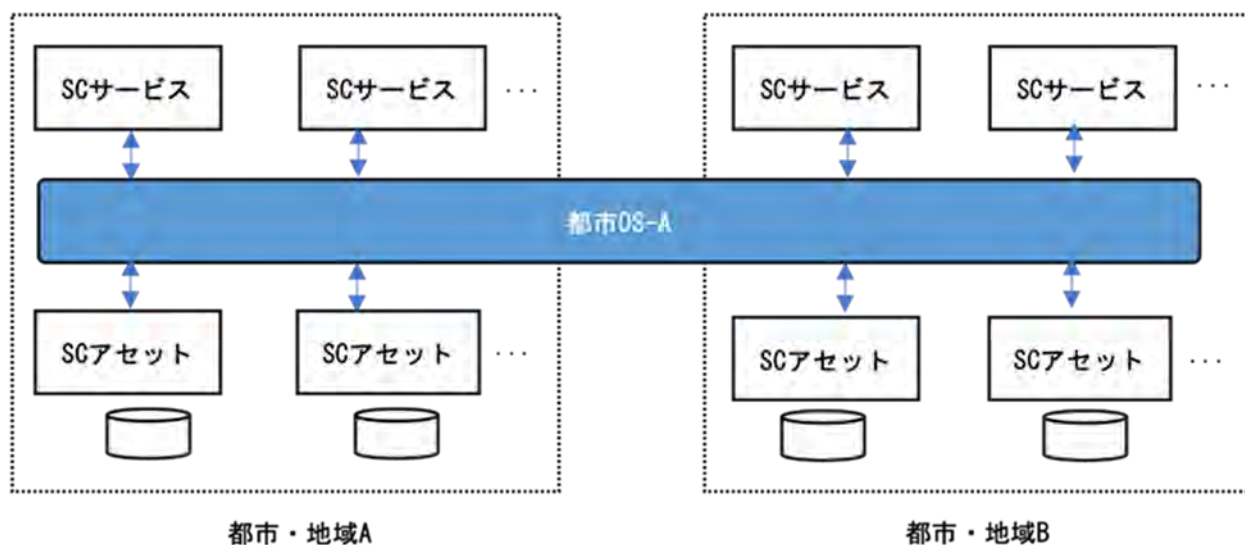 SCサービス SCサービス ... SCサービス SCサービス ...
都市OS-A
SCアセット SCアセット ... SCアセット SCアセット ...
都市・地域A 都市・地域B